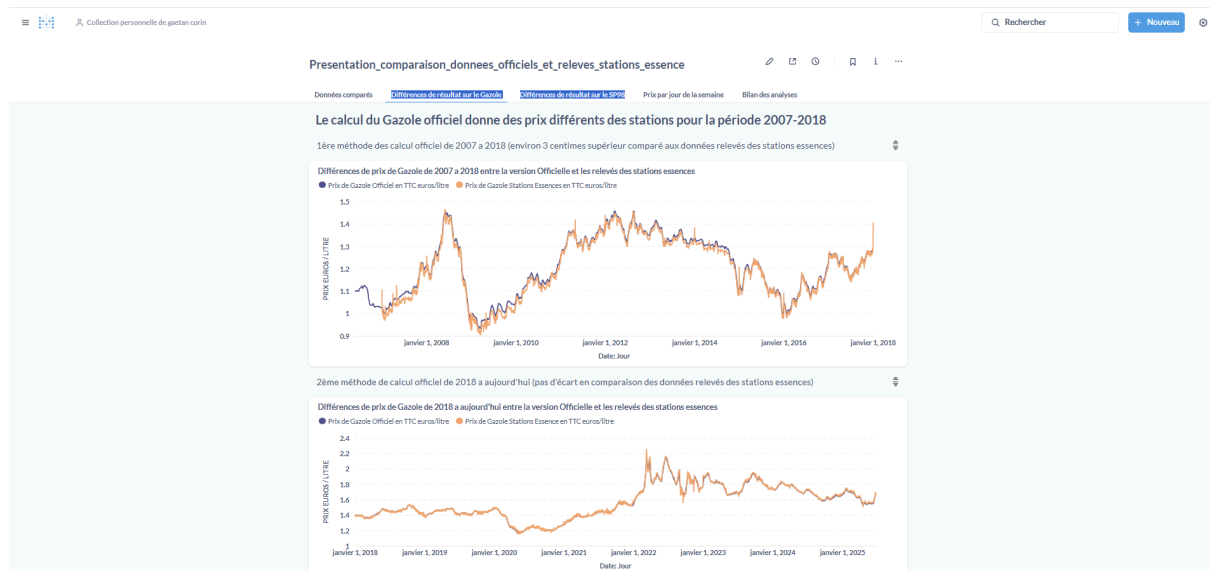 Collection personnelle de gaetan corin
Rechercher
+ Nouveau
Presentation_comparaison_donnees_officiels_et_releves_stations_essence
Données comparés Différences de résultat sur le Gazole Différences de résultat sur le SP98 Prix par jour de la semaine Bilan des analyses
Le calcul du Gazole officiel donne des prix différents des stations pour la période 2007-2018
1ère méthode des calcul officiel de 2007 a 2018 (environ 3 centimes supérieur comparé aux données relevés des stations essences)
Différences de prix de Gazole de 2007 a 2018 entre la version Officielle et les relevés des stations essences
Prix de Gazole Officiel en TTC euros/litre Prix de Gazole Stations Essences en TTC euros/litre
1.5
1.4
1.3
1.2
1.1
1
0.9
PRIX EUROS / LITRE
janvier 1, 2008 janvier 1, 2010 janvier 1, 2012 janvier 1, 2014 janvier 1, 2016 janvier 1, 2018
Date: Jour
2ème méthode de calcul officiel de 2018 a aujourd'hui (pas d'écart en comparaison des données relevés des stations essences)
Différences de prix de Gazole de 2018 a aujourd'hui entre la version Officielle et les relevés des stations essences
Prix de Gazole Officiel en TTC euros/litre Prix de Gazole Stations Essence en TTC euros/litre
2.4
2.2
2
1.8
1.6
1.4
1.2
1
PRIX EUROS / LITRE
janvier 1, 2018 janvier 1, 2019 janvier 1, 2020 janvier 1, 2021 janvier 1, 2022 janvier 1, 2023 janvier 1, 2024 janvier 1, 2025
Date: Jour